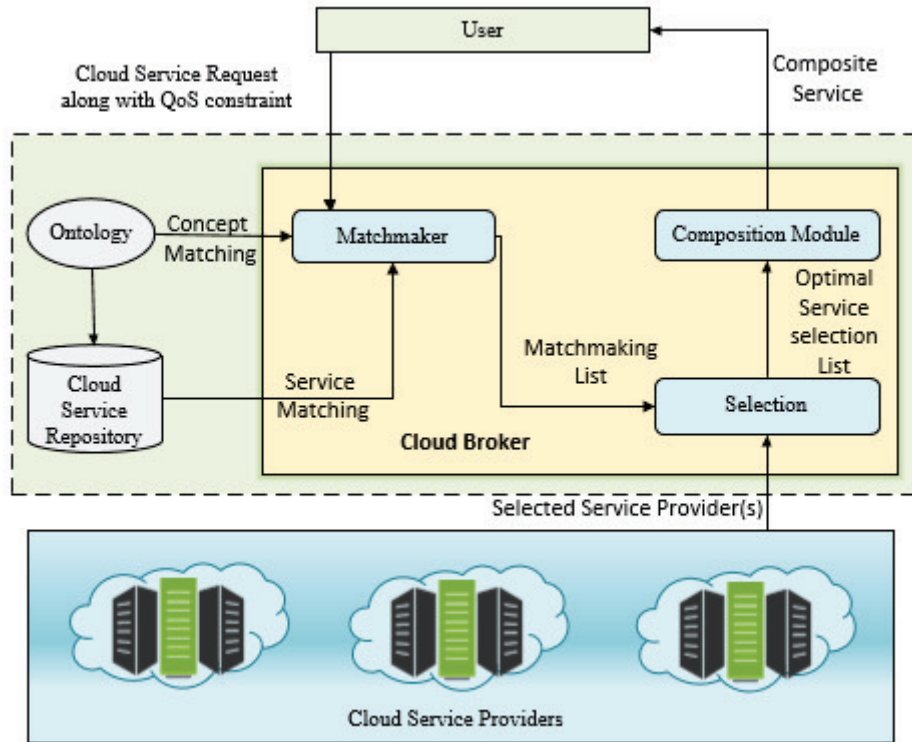 User
Cloud Service Request
along with QoS constraint
Composite
Service
Ontology
Concept
Matching
Matchmaker
Composition Module
Optimal
Service
selection
List
Matchmaking
List
Cloud
Service
Repository
Service
Matching
Selection
Cloud Broker
Selected Service Provider(s)
Cloud Service Providers